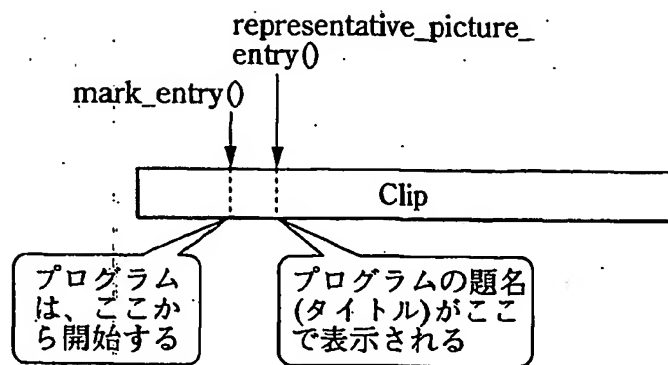 representative_picture_
entry()
mark_entry()
Clip
プログラム
は、ここか
ら開始する
プログラムの題名
(タイトル)がここ
で表示される